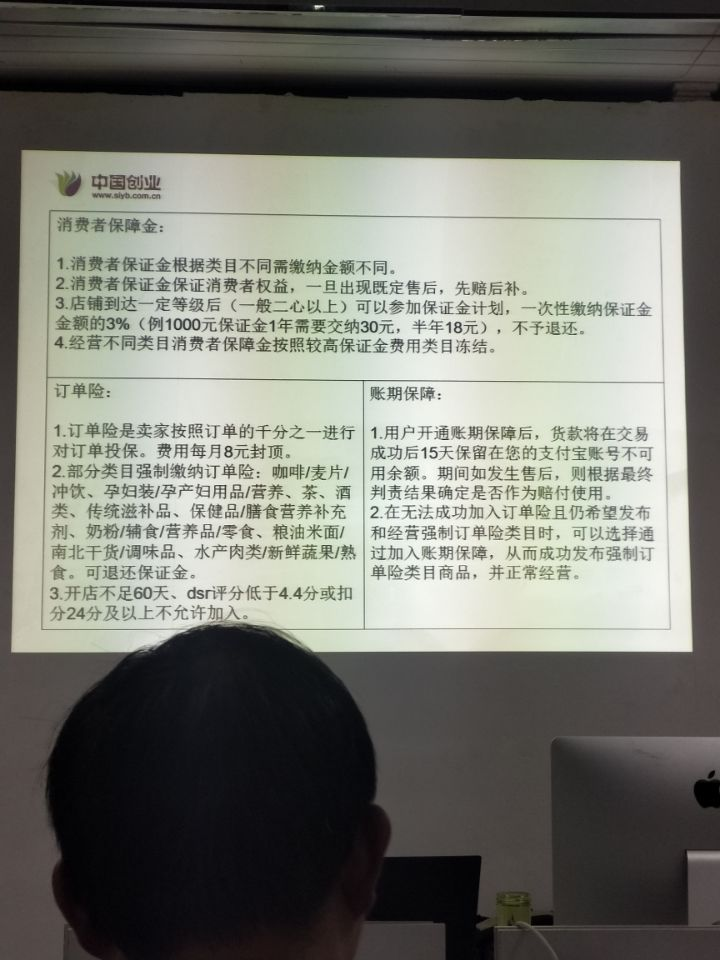 中国创业
www.siyb.com.cn
消费者保障金：
1.消费者保证金根据类目不同需缴纳金额不同。
2.消费者保证金保证消费者权益，一旦出现既定售后，先赔后补。
3.店铺到达一定等级后（一般二心以上）可以参加保证金计划，一次性缴纳保证金
金额的3%（例1000元保证金1年需要交纳30元，半年18元），不予退还。
4.经营不同类目消费者保障金按照较高保证金费用类目冻结。
订单险：
1.订单险是卖家按照订单的千分之一进行
对订单投保。费用每月8元封顶。
2.部分类目强制缴纳订单险：咖啡/麦片/
冲饮、孕妇装/孕产妇用品/营养、茶、酒
类、传统滋补品、保健品/膳食营养补充
剂、奶粉/辅食/营养品/零食、粮油米面/
南北干货/调味品、水产肉类/新鲜蔬果/熟
食。可退还保证金。
3.开店不足60天、dsr评分低于4.4分或扣
分24分及以上不允许加入。
账期保障：
1.用户开通账期保障后，货款将在交易
成功后15天保留在您的支付宝账号不可
用余额。期间如发生售后，则根据最终
判责结果确定是否作为赔付使用。
2.在无法成功加入订单险且仍希望发布
和经营强制订单险类目时，可以选择通
过加入账期保障，从而成功发布强制订
单险类目商品，并正常经营。